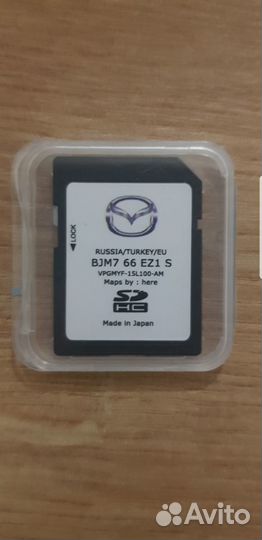 LOCK
RUSSIA/TURKEY/EU
BJM7 66 EZ1 S
VPGMYF-15L100-AM
Maps by : here
SD
HC
Made in Japan
Avito